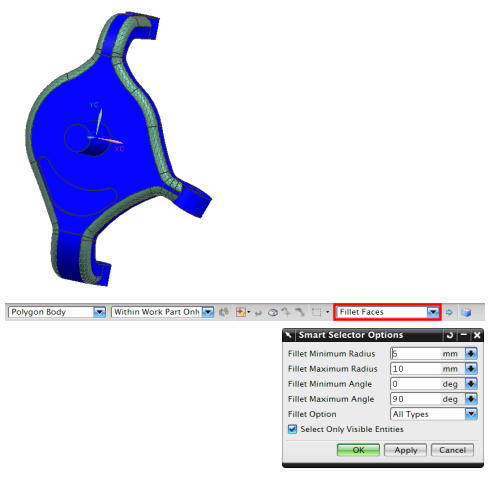 YC
XC
Polygon Body
Within Work Part Only
Fillet Faces
Smart Selector Options
Fillet Minimum Radius 5 mm
Fillet Maximum Radius 10 mm
Fillet Minimum Angle 0 deg
Fillet Maximum Angle 90 deg
Fillet Option All Types
Select Only Visible Entities
OK Apply Cancel